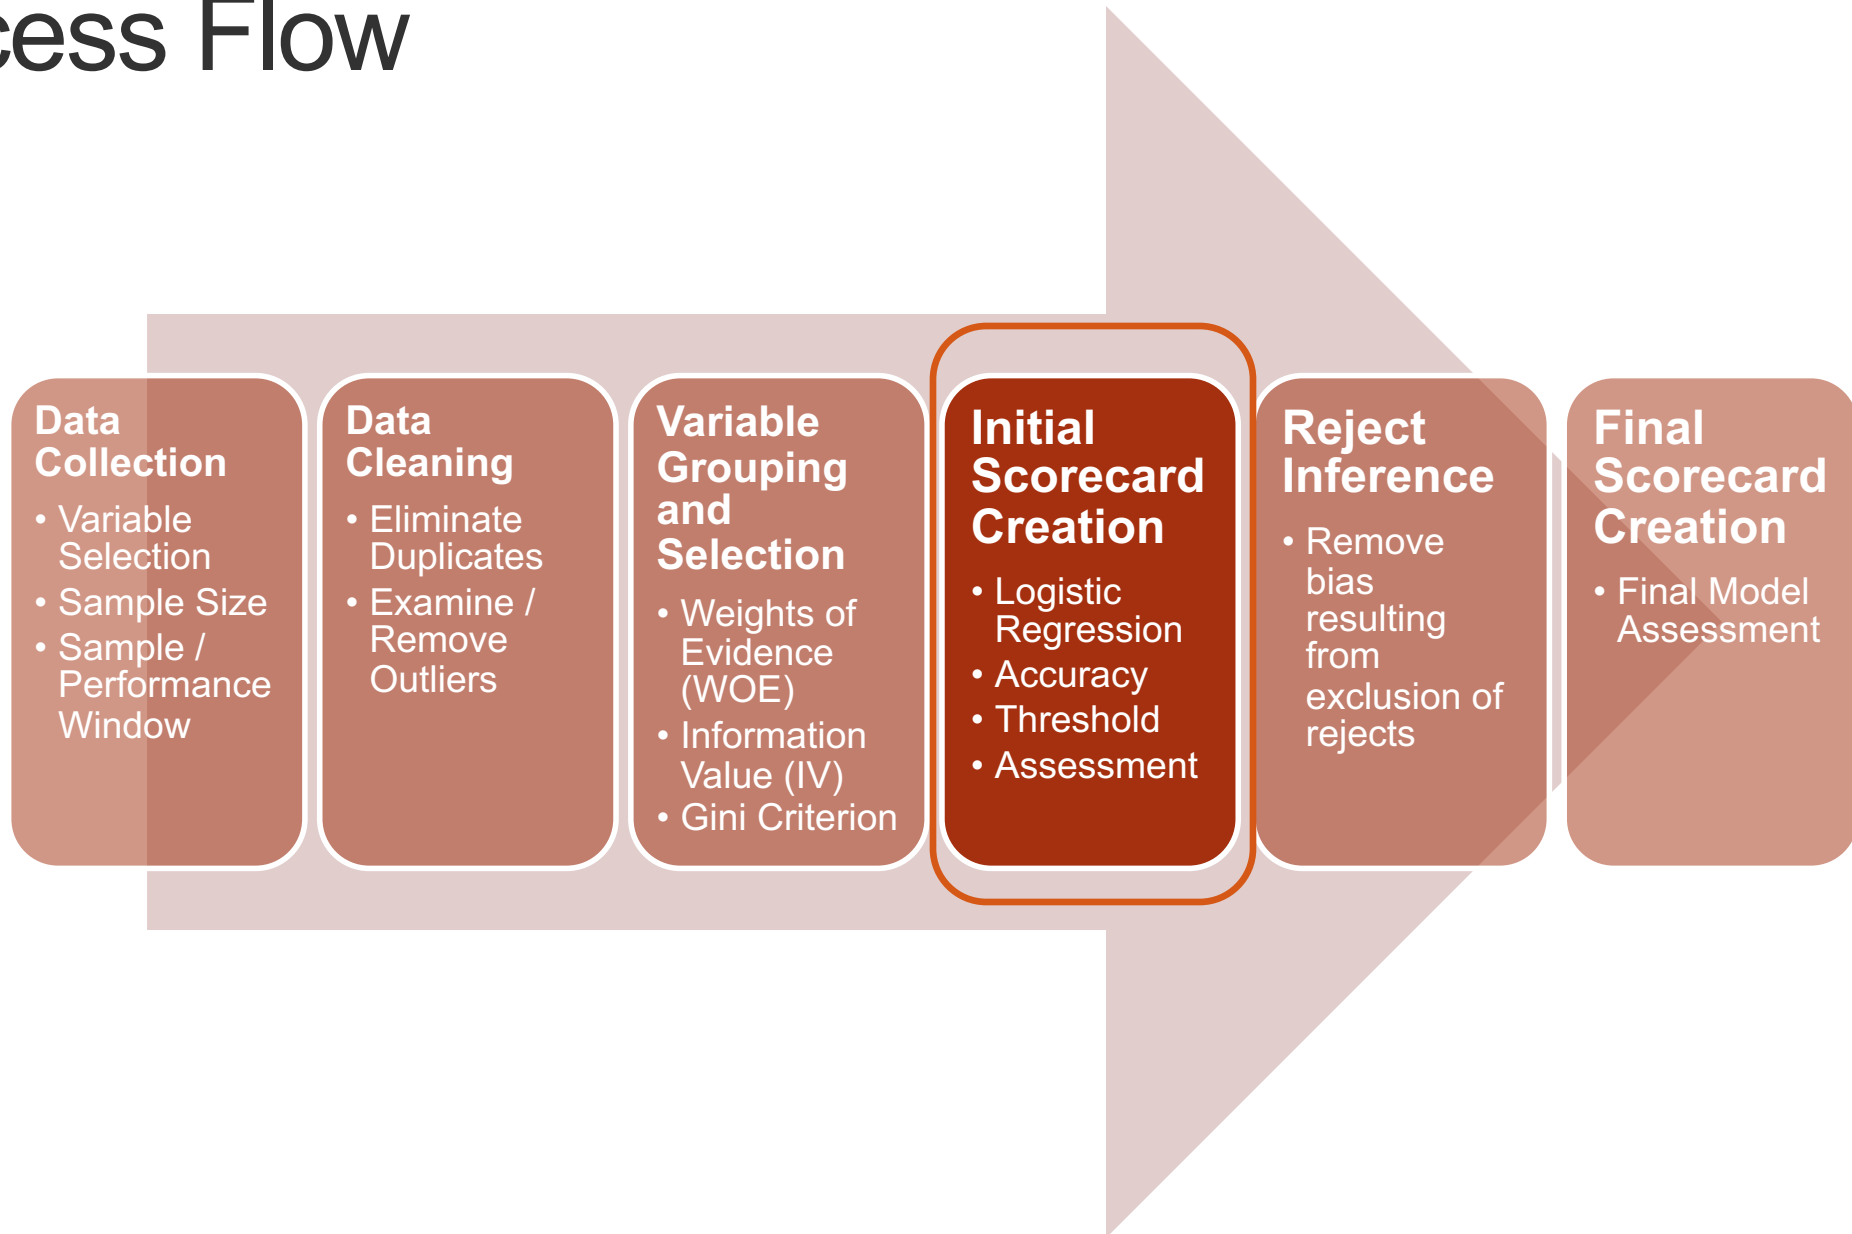 cess Flow
Data
Collection
• Variable
Selection
• Sample Size
• Sample /
Performance
Window
Data
Cleaning
• Eliminate
Duplicates
• Examine /
Remove
Outliers
Variable
Grouping
and
Selection
• Weights of
Evidence
(WOE)
• Information
Value (IV)
• Gini Criterion
Initial
Scorecard
Creation
• Logistic
Regression
• Accuracy
• Threshold
• Assessment
Reject
Inference
• Remove
bias
resulting
from
exclusion of
rejects
Final
Scorecard
Creation
• Final Model
Assessment